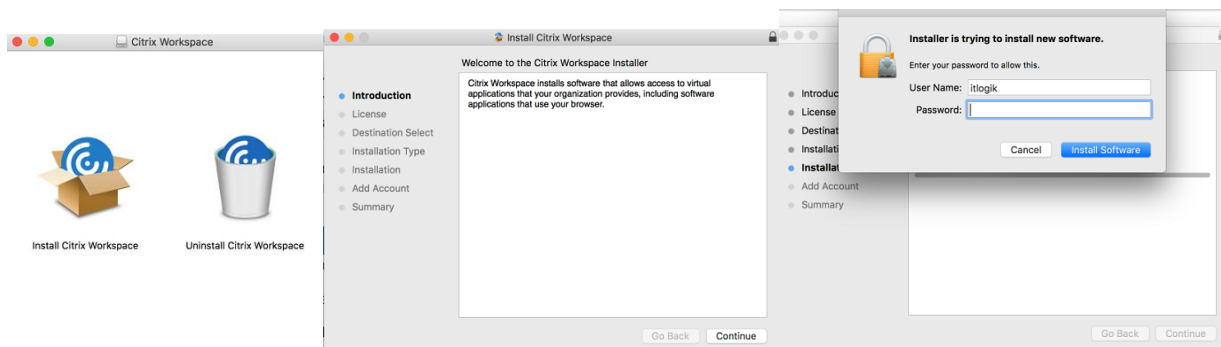 Citrix Workspace
Install Citrix Workspace
Uninstall Citrix Workspace
Install Citrix Workspace
Welcome to the Citrix Workspace Installer
Introduction
License
Destination Select
Installation Type
Installation
Add Account
Summary
Citrix Workspace installs software that allows access to virtual
applications that your organization provides, including software
applications that use your browser.
Go Back
Continue
Installer is trying to install new software.
Enter your password to allow this.
User Name: itlogik
Password:
Cancel
Install Software
Introduc
License
Destinat
Installati
Installat
Add Account
Summary
Go Back
Continue